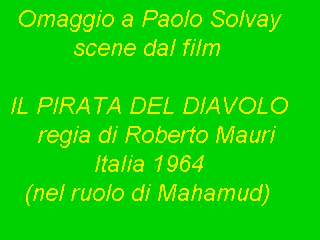 Omaggio a Paolo Solvay
scene dal film
IL PIRATA DEL DIAVOLO
regia di Roberto Mauri
Italia 1964
(nel ruolo di Mahamud)